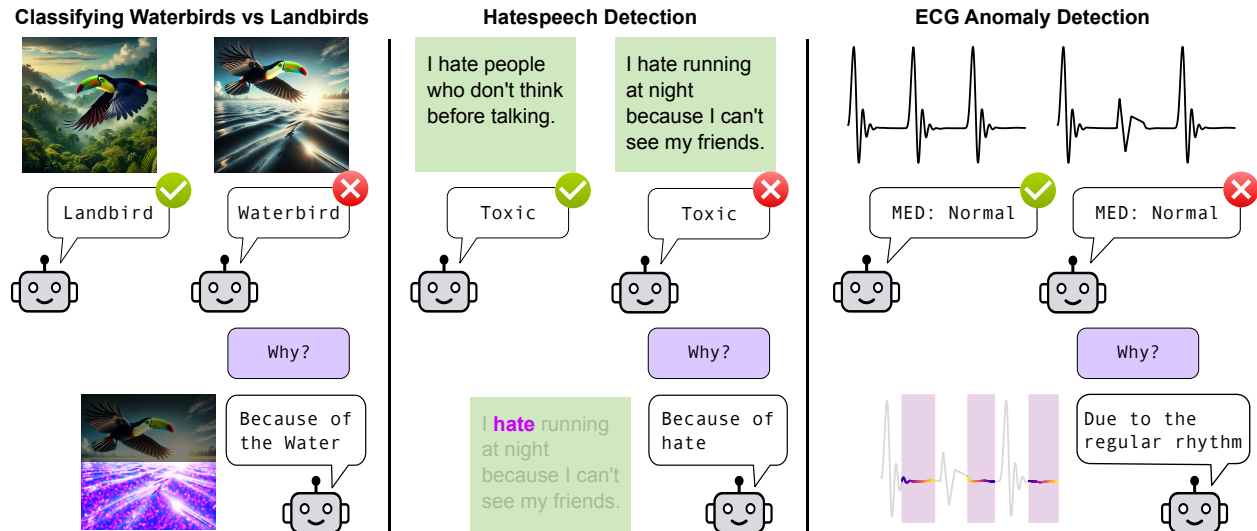 Classifying Waterbirds vs Landbirds
Landbird
Waterbird
Why?
Because of
the Water
Hatespeech Detection
I hate people
who don't think
before talking.
I hate running
at night
because I can't
see my friends.
Toxic
Toxic
Why?
I hate running
at night
because I can't
see my friends.
Because of
hate
ECG Anomaly Detection
MED: Normal
MED: Normal
Why?
Due to the
regular rhythm